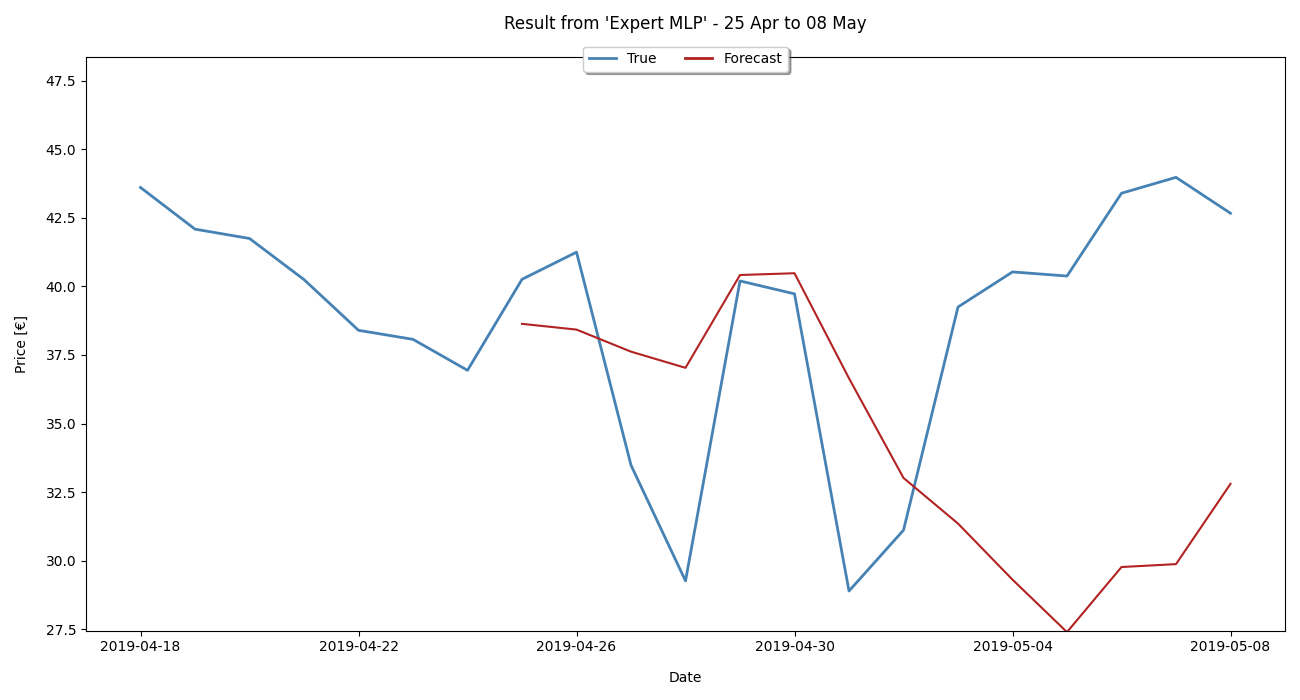 Result from 'Expert MLP' - 25 Apr to 08 May
True Forecast
47.5
45.0
42.5
40.0
37.5
35.0
32.5
30.0
27.5
Price [€]
2019-04-18 2019-04-22 2019-04-26 2019-04-30 2019-05-04 2019-05-08
Date